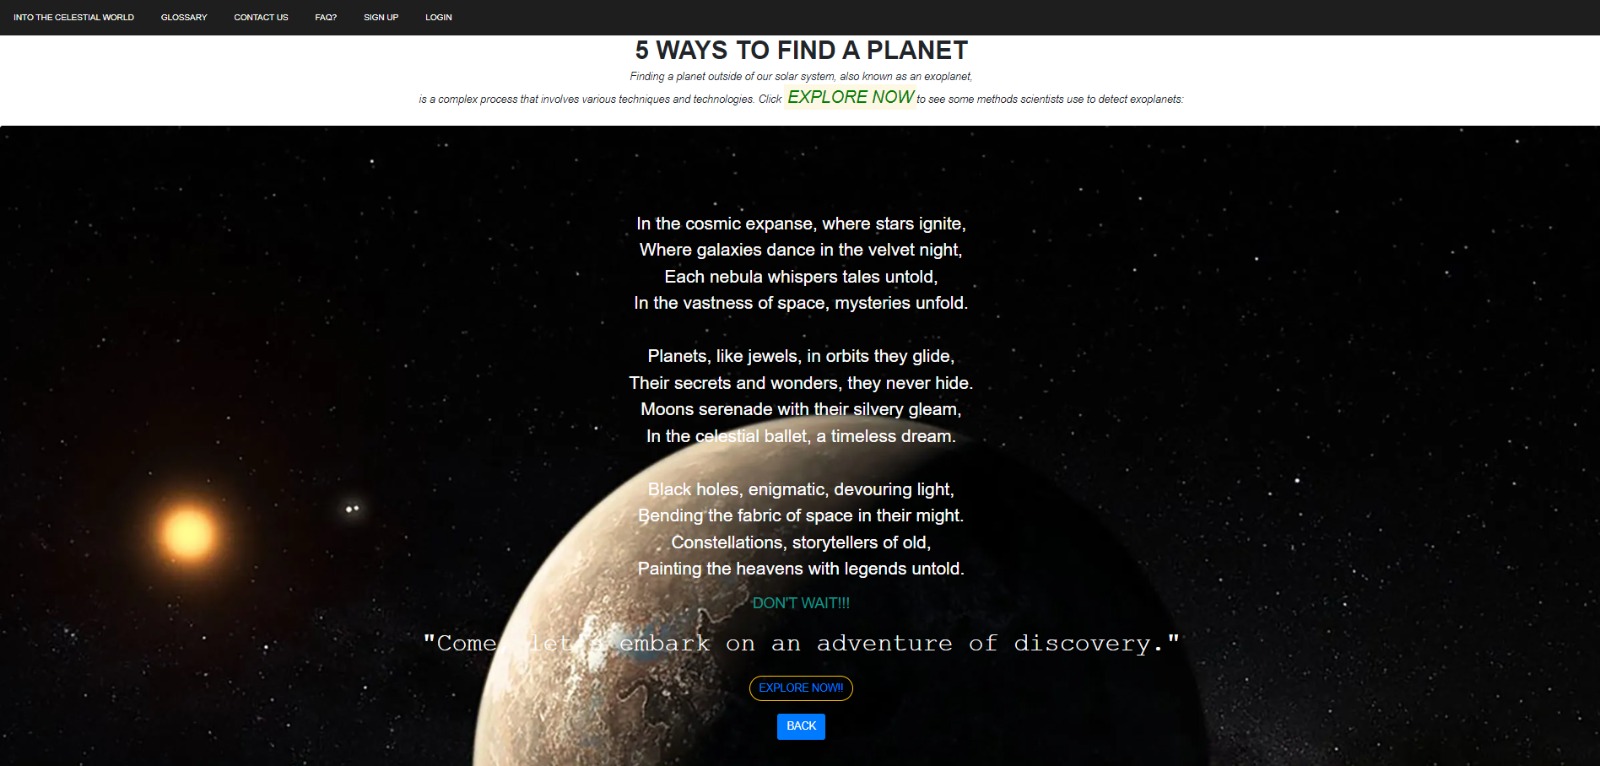 INTO THE CELESTIAL WORLD GLOSSARY CONTACT US FAQ? SIGN UP LOGIN
5 WAYS TO FIND A PLANET
Finding a planet outside of our solar system, also known as an exoplanet,
is a complex process that involves various techniques and technologies. Click EXPLORE NOW to see some methods scientists use to detect exoplanets:
In the cosmic expanse, where stars ignite,
Where galaxies dance in the velvet night,
Each nebula whispers tales untold,
In the vastness of space, mysteries unfold.
Planets, like jewels, in orbits they glide,
Their secrets and wonders, they never hide.
Moons serenade with their silvery gleam,
In the celestial ballet, a timeless dream.
Black holes, enigmatic, devouring light,
Bending the fabric of space in their might.
Constellations, storytellers of old,
Painting the heavens with legends untold.
DON'T WAIT!!!
"Come, let's embark on an adventure of discovery."
EXPLORE NOW!!
BACK